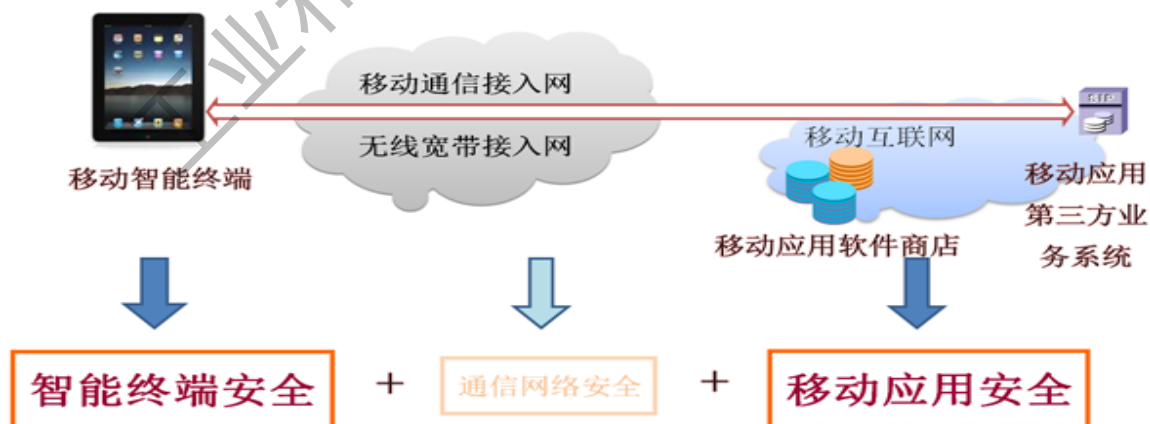 移动通信接入网
无线宽带接入网
移动智能终端
移动互联网
移动应用软件商店
移动应用
第三方业
务系统
智能终端安全
+
通信网络安全
+
移动应用安全